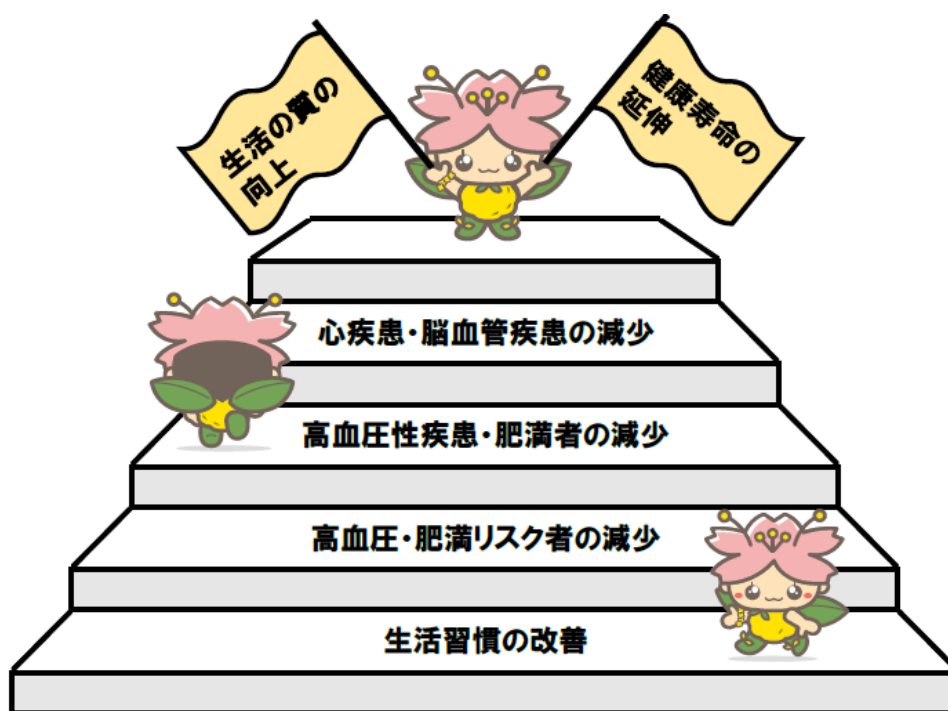 生活の質の
向上
健康寿命の
延伸
心疾患・脳血管疾患の減少
高血圧性疾患・肥満者の減少
高血圧・肥満リスク者の減少
生活習慣の改善